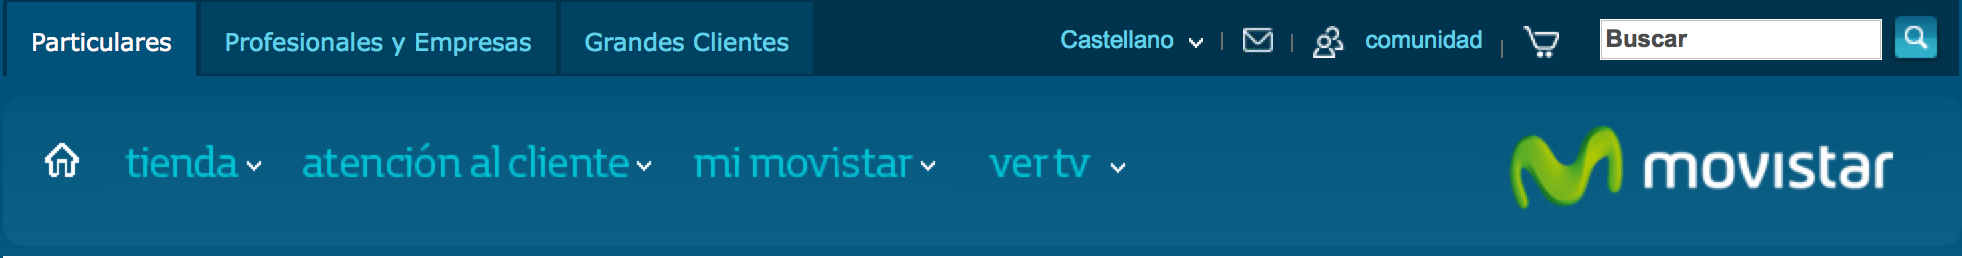 Particulares Profesionales y Empresas Grandes Clientes Castellano comunidad Buscar
tienda atención al cliente mi movistar ver tv movistar